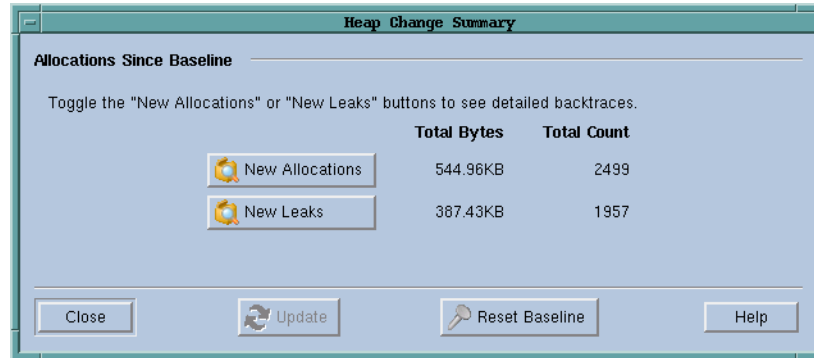 Heap Change Summary
Allocations Since Baseline
Toggle the "New Allocations" or "New Leaks" buttons to see detailed backtraces.
Total Bytes Total Count
New Allocations 544.96KB 2499
New Leaks 387.43KB 1957
Close Update Reset Baseline Help